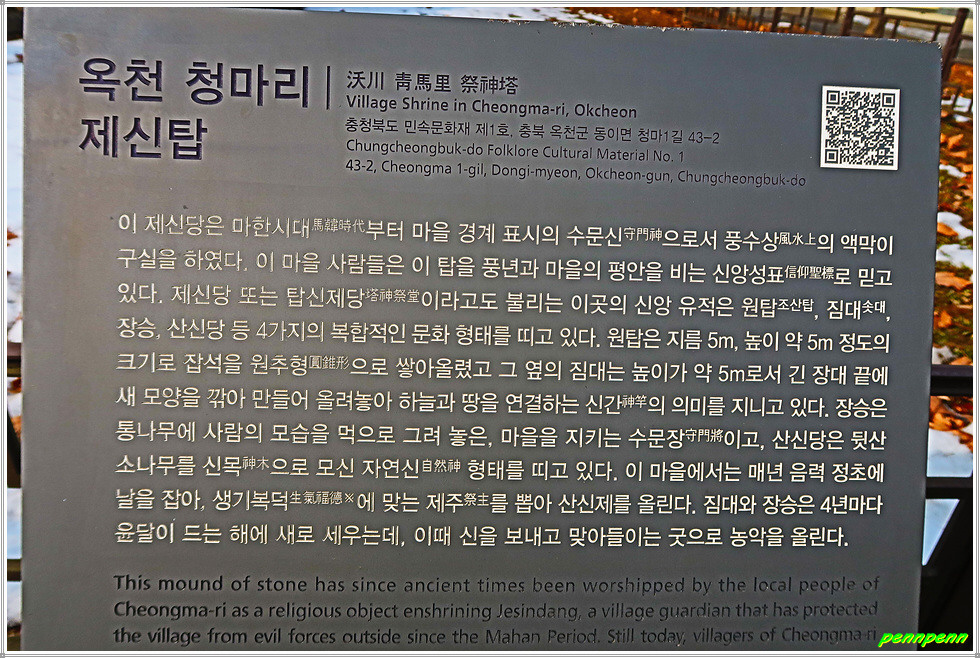 옥천 청마리
제신탑
沃川 靑馬里 祭神塔
Village Shrine in Cheongma-ri, Okcheon
충청북도 민속문화재 제1호, 충북 옥천군 동이면 청마1길 43-2
Chungcheongbuk-do Folklore Cultural Material No. 1
43-2, Cheongma 1-gil, Dongi-myeon, Okcheon-gun, Chungcheongbuk-do
이 제신당은 마한시대馬韓時代부터 마을 경계 표시의 수문신守門神으로서 풍수상風水上의 액막이
구실을 하였다. 이 마을 사람들은 이 탑을 풍년과 마을의 평안을 비는 신앙성표信仰聖標로 믿고
있다. 제신당 또는 탑신제당塔神祭堂이라고도 불리는 이곳의 신앙 유적은 원탑조산탑, 짐대솟대,
장승, 산신당 등 4가지의 복합적인 문화 형태를 띠고 있다. 원탑은 지름 5m, 높이 약 5m 정도의
크기로 잡석을 원추형圓錐形으로 쌓아올렸고 그 옆의 짐대는 높이가 약 5m로서 긴 장대 끝에
새 모양을 깎아 만들어 올려놓아 하늘과 땅을 연결하는 신간神竿의 의미를 지니고 있다. 장승은
통나무에 사람의 모습을 먹으로 그려 놓은, 마을을 지키는 수문장守門將이고, 산신당은 뒷산
소나무를 신목神木으로 모신 자연신自然神 형태를 띠고 있다. 이 마을에서는 매년 음력 정초에
날을 잡아, 생기복덕生氣福德※에 맞는 제주祭主를 뽑아 산신제를 올린다. 짐대와 장승은 4년마다
윤달이 드는 해에 새로 세우는데, 이때 신을 보내고 맞아들이는 굿으로 농악을 올린다.
This mound of stone has since ancient times been worshipped by the local people of
Cheongma-ri as a religious object enshrining Jesindang, a village guardian that has protected
the village from evil forces outside since the Mahan Period. Still today, villagers of Cheongma-ri
pennpenn